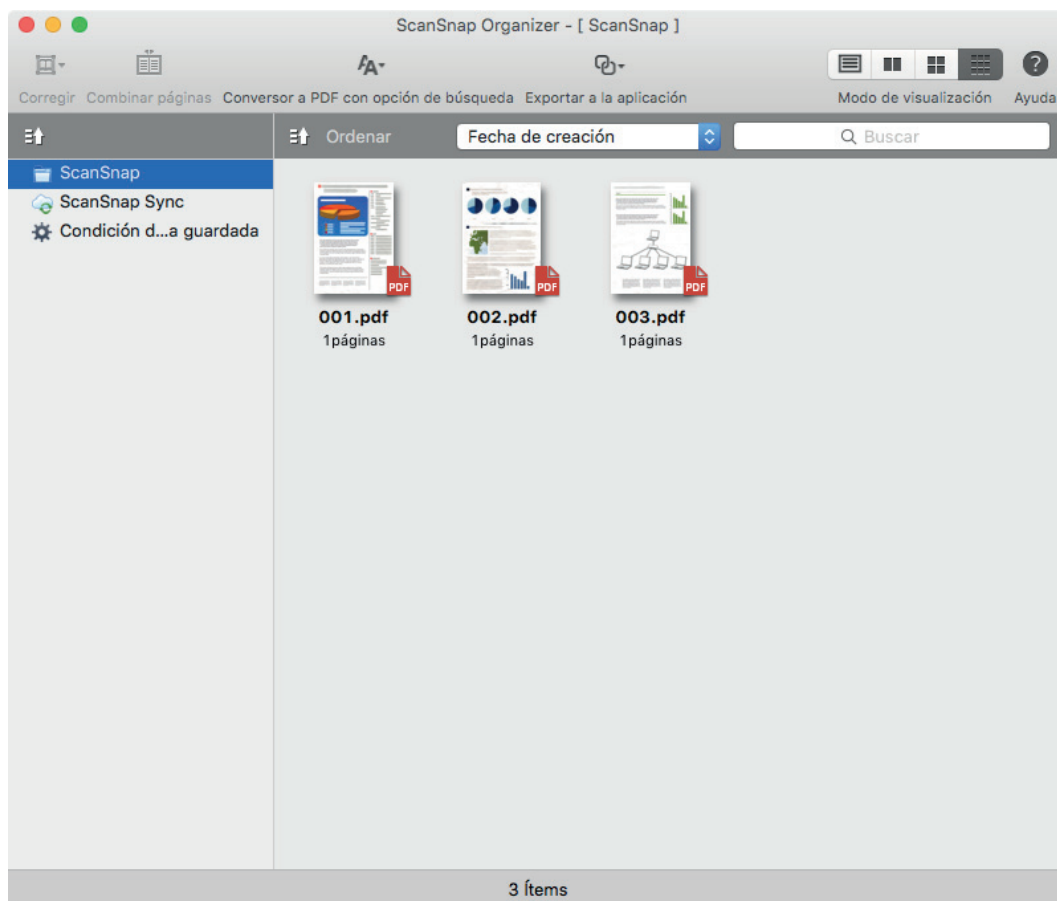 ScanSnap Organizer - [ ScanSnap ]
Corregir Combinar páginas Conversor a PDF con opción de búsqueda Exportar a la aplicación Modo de visualización Ayuda
Ordenar Fecha de creación Buscar
ScanSnap
ScanSnap Sync
Condición d...a guardada
PDF PDF PDF
001.pdf 002.pdf 003.pdf
1páginas 1páginas 1páginas
3 Ítems